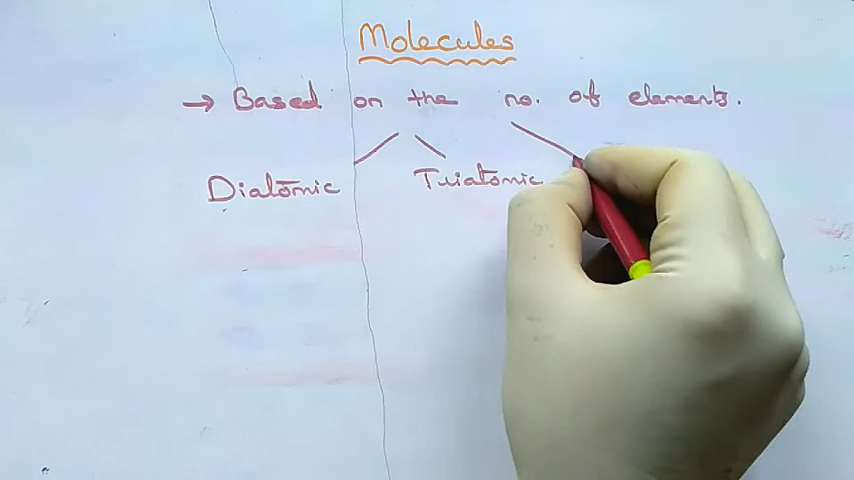 Molecules
→ Based on the no. of elements.
Diatomic Triatomic